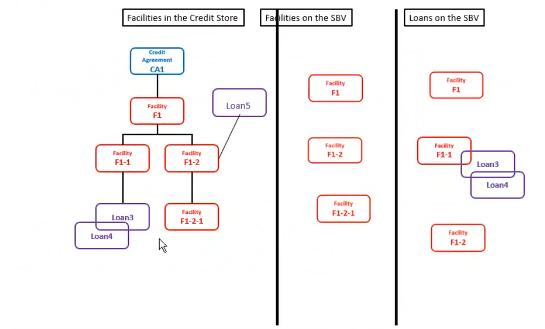 Facilities in the Credit Store
Facilities on the SBV
Loans on the SBV
Credit
Agreement
CA1
Facility
F1
Loan5
Facility
F1-1
Facility
F1-2
Loan3
Loan4
Facility
F1-2-1
Facility
F1
Facility
F1-2
Facility
F1-2-1
Facility
F1
Facility
F1-1
Loan3
Loan4
Facility
F1-2